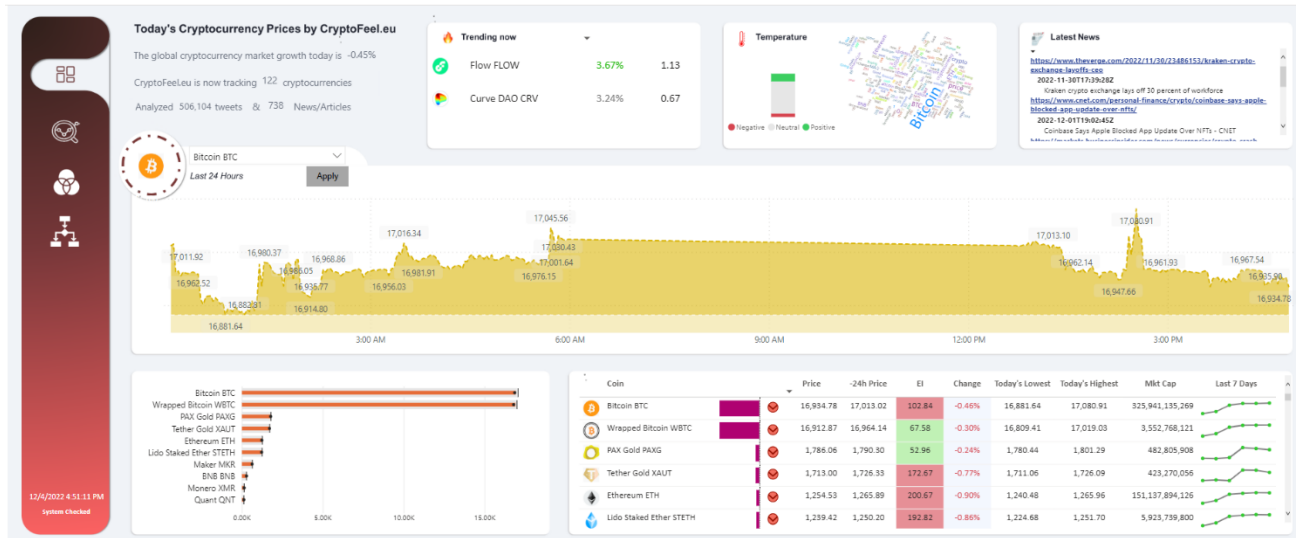 Today's Cryptocurrency Prices by CryptoFeel.eu
The global cryptocurrency market growth today is -0.45%
CryptoFeel.eu is now tracking 122 cryptocurrencies
Analyzed 506,104 tweets & 738 News/Articles
Trending now
Flow FLOW 3.67% 1.13
Curve DAO CRV 3.24% 0.67
Temperature
Negative Neutral Positive
Bitcoin
crypto
price
Latest News
https://www.theverge.com/2022/11/30/23486153/kraken-crypto-
exchange-layoffs-ceo
2022-11-30T17:39:28Z
Kraken crypto exchange lays off 30 percent of workforce
https://www.cnet.com/personal-finance/crypto/coinbase-says-apple-
blocked-app-update-over-nfts/
2022-12-01T19:02:45Z
Coinbase Says Apple Blocked App Update Over NFTs - CNET
Bitcoin BTC
Last 24 Hours
Apply
17,011.92
16,962.52
16,881.64
16,882.81
16,980.37
16,966.05
16,935.77
16,914.80
16,968.86
16,956.03
17,016.34
16,981.91
16,976.15
17,001.64
17,045.56
17,030.43
17,013.10
16,962.14
16,947.66
17,080.91
16,961.93
16,967.54
16,935.90
16,934.78
3:00 AM 6:00 AM 9:00 AM 12:00 PM 3:00 PM
Bitcoin BTC
Wrapped Bitcoin WBTC
PAX Gold PAXG
Tether Gold XAUT
Ethereum ETH
Lido Staked Ether STETH
Maker MKR
BNB BNB
Monero XMR
Quant QNT
0.00K 5.00K 10.00K 15.00K
Coin Price -24h Price EI Change Today's Lowest Today's Highest Mkt Cap Last 7 Days
Bitcoin BTC 16,934.78 17,013.02 102.84 -0.46% 16,881.64 17,080.91 325,941,135,269
Wrapped Bitcoin WBTC 16,912.87 16,964.14 67.58 -0.30% 16,809.41 17,019.03 3,552,768,121
PAX Gold PAXG 1,786.06 1,790.30 52.96 -0.24% 1,780.44 1,801.29 482,805,908
Tether Gold XAUT 1,713.00 1,726.33 172.67 -0.77% 1,711.06 1,726.09 423,270,056
Ethereum ETH 1,254.53 1,265.89 200.67 -0.90% 1,240.48 1,265.96 151,137,894,126
Lido Staked Ether STETH 1,239.42 1,250.20 192.82 -0.86% 1,224.68 1,251.70 5,923,739,800
12/4/2022 4:51:11 PM
System Checked